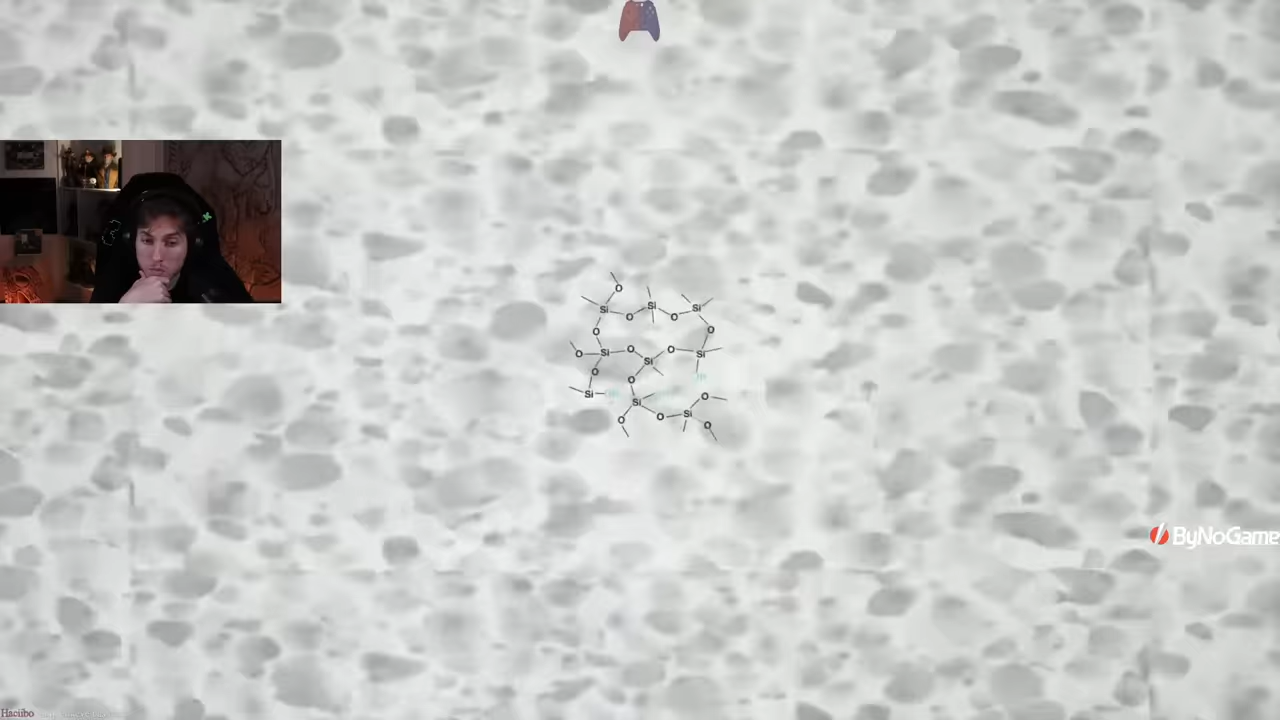 O
Si Si Si
O O
O O
O Si O Si O Si
O O
Si Si O
O O Si O
ByNoGame
Haciibo